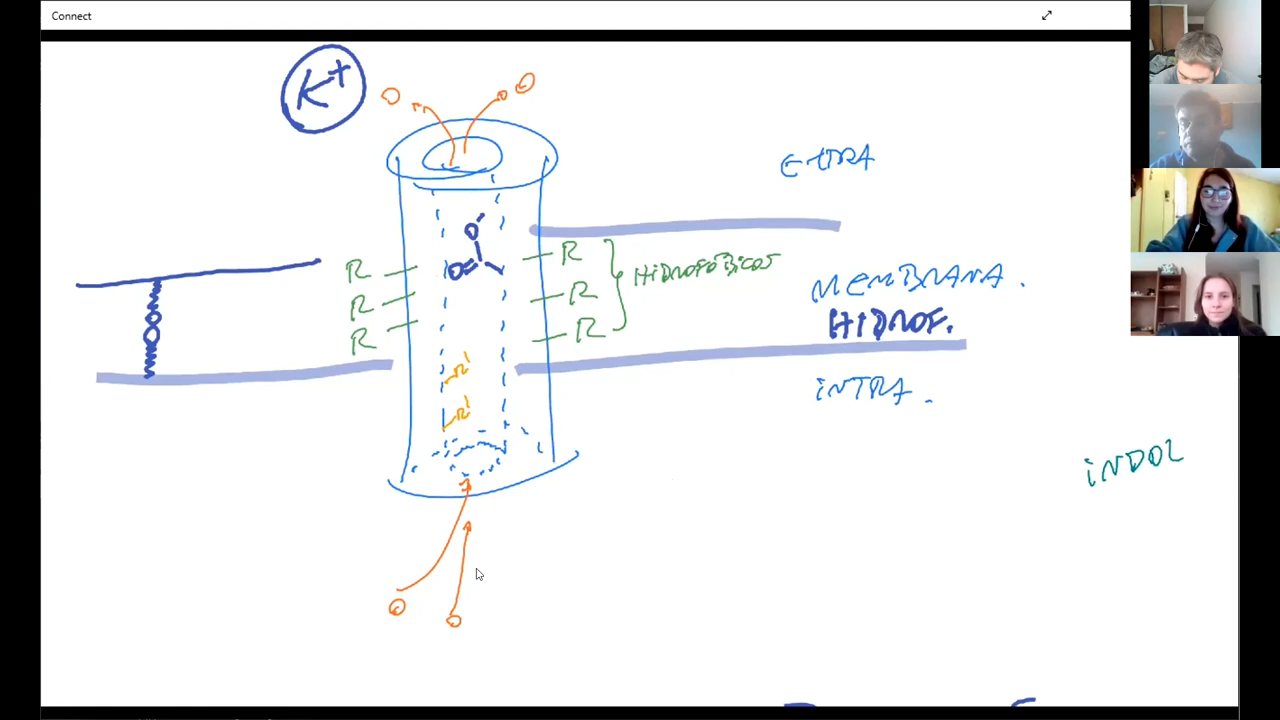 Connect
K+
EXTRA
O
O
R
R
R
R
R
R
HiDROFOBiCOS
MEMBRANA.
HIDROF.
R'
R'
iNTRA.
iNDOL